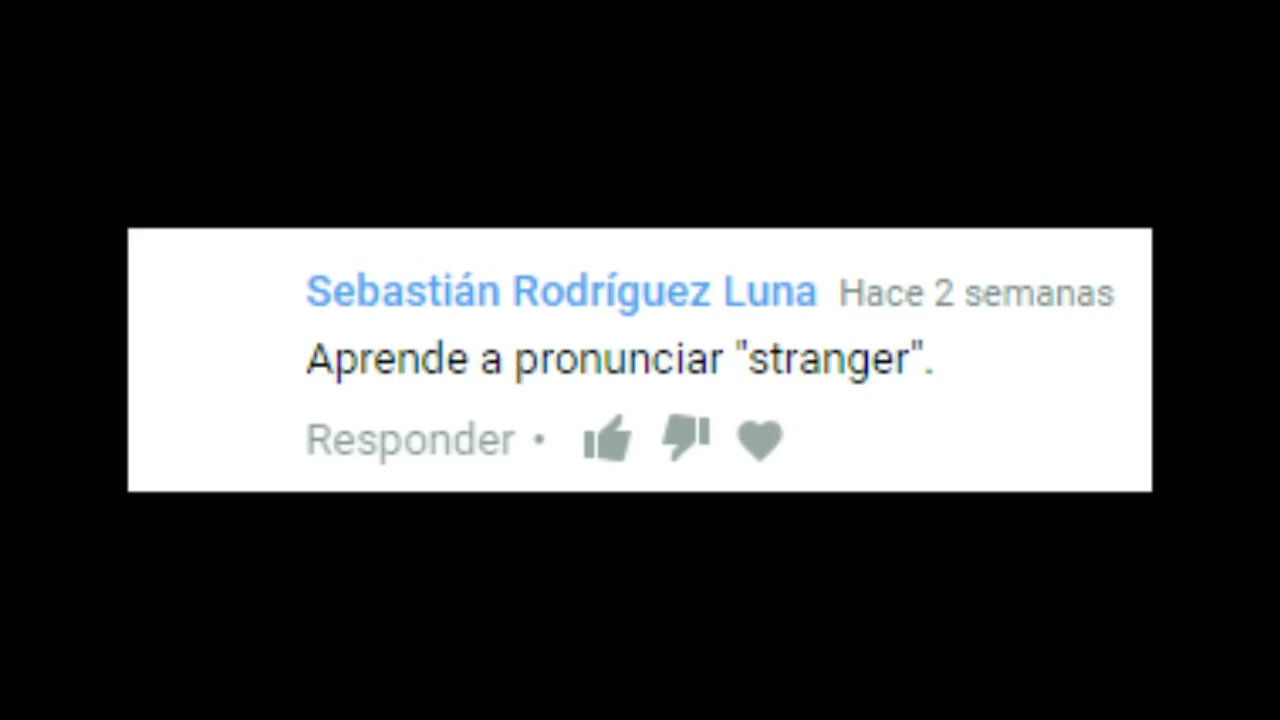 Sebastián Rodríguez Luna Hace 2 semanas
Aprende a pronunciar "stranger".
Responder •